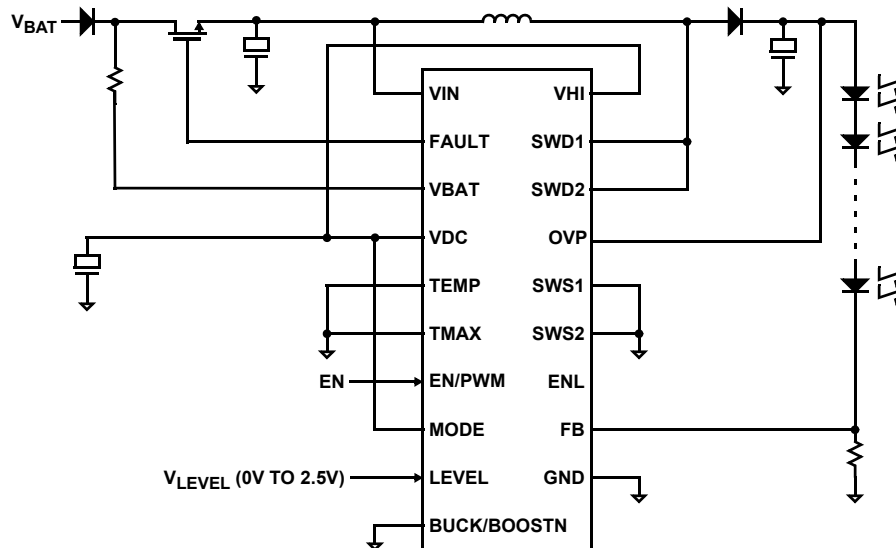 VBAT
VIN VHI
FAULT SWD1
VBAT SWD2
VDC OVP
TEMP SWS1
TMAX SWS2
EN EN/PWM ENL
MODE FB
VLEVEL (0V TO 2.5V) LEVEL GND
BUCK/BOOSTN